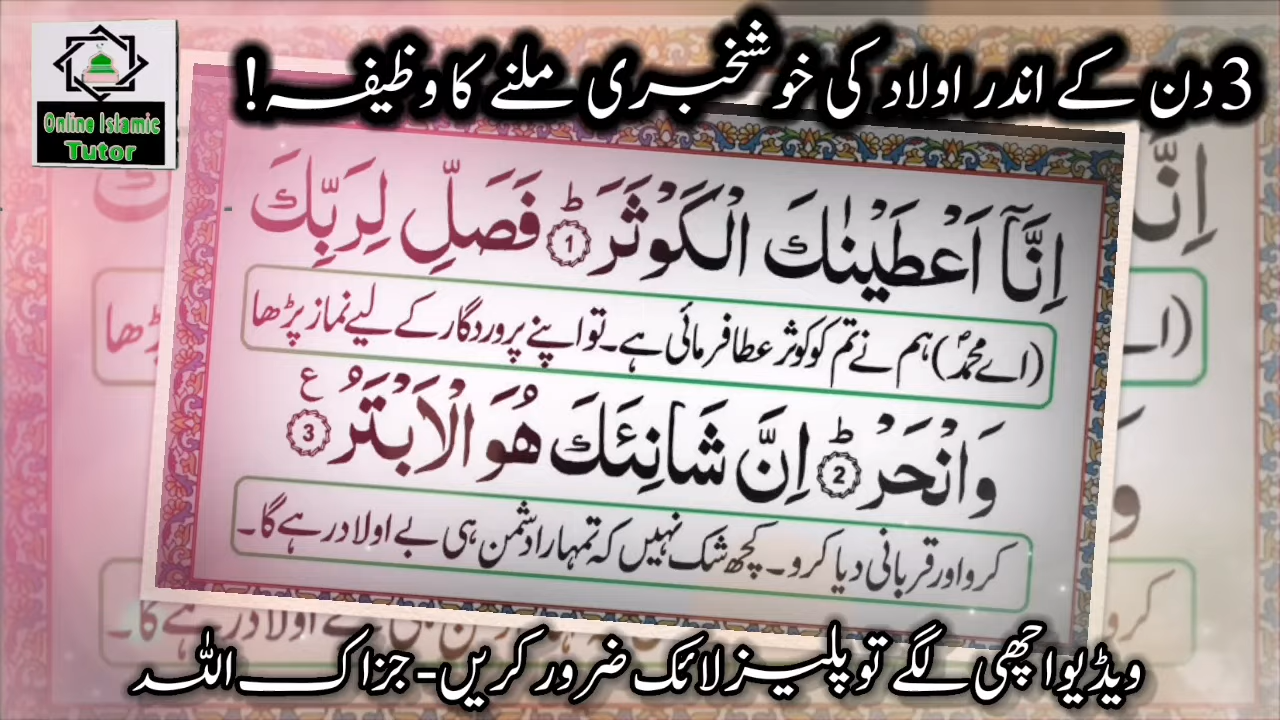 3 دن کے اندر اولاد کی خوشخبری ملنے کا وظیفہ!
Online Islamic
Tutor
اِنَّاۤ اَعْطَيْنٰكَ الْكَوْثَرَؕ ① فَصَلِّ لِرَبِّكَ
(اے محمدؐ) ہم نے تم کو کوثر عطا فرمائی ہے۔ تو اپنے پروردگار کے لیے نماز پڑھا
وَانْحَرْؕ ② اِنَّ شَانِئَكَ هُوَ الْاَبْتَرُ ③ ع
کرو اور قربانی دیا کرو۔ کچھ شک نہیں کہ تمہارا دشمن ہی بے اولاد رہے گا۔
ویڈیو اچھی لگے تو پلیز لائک ضرور کریں - جزاک اللہ